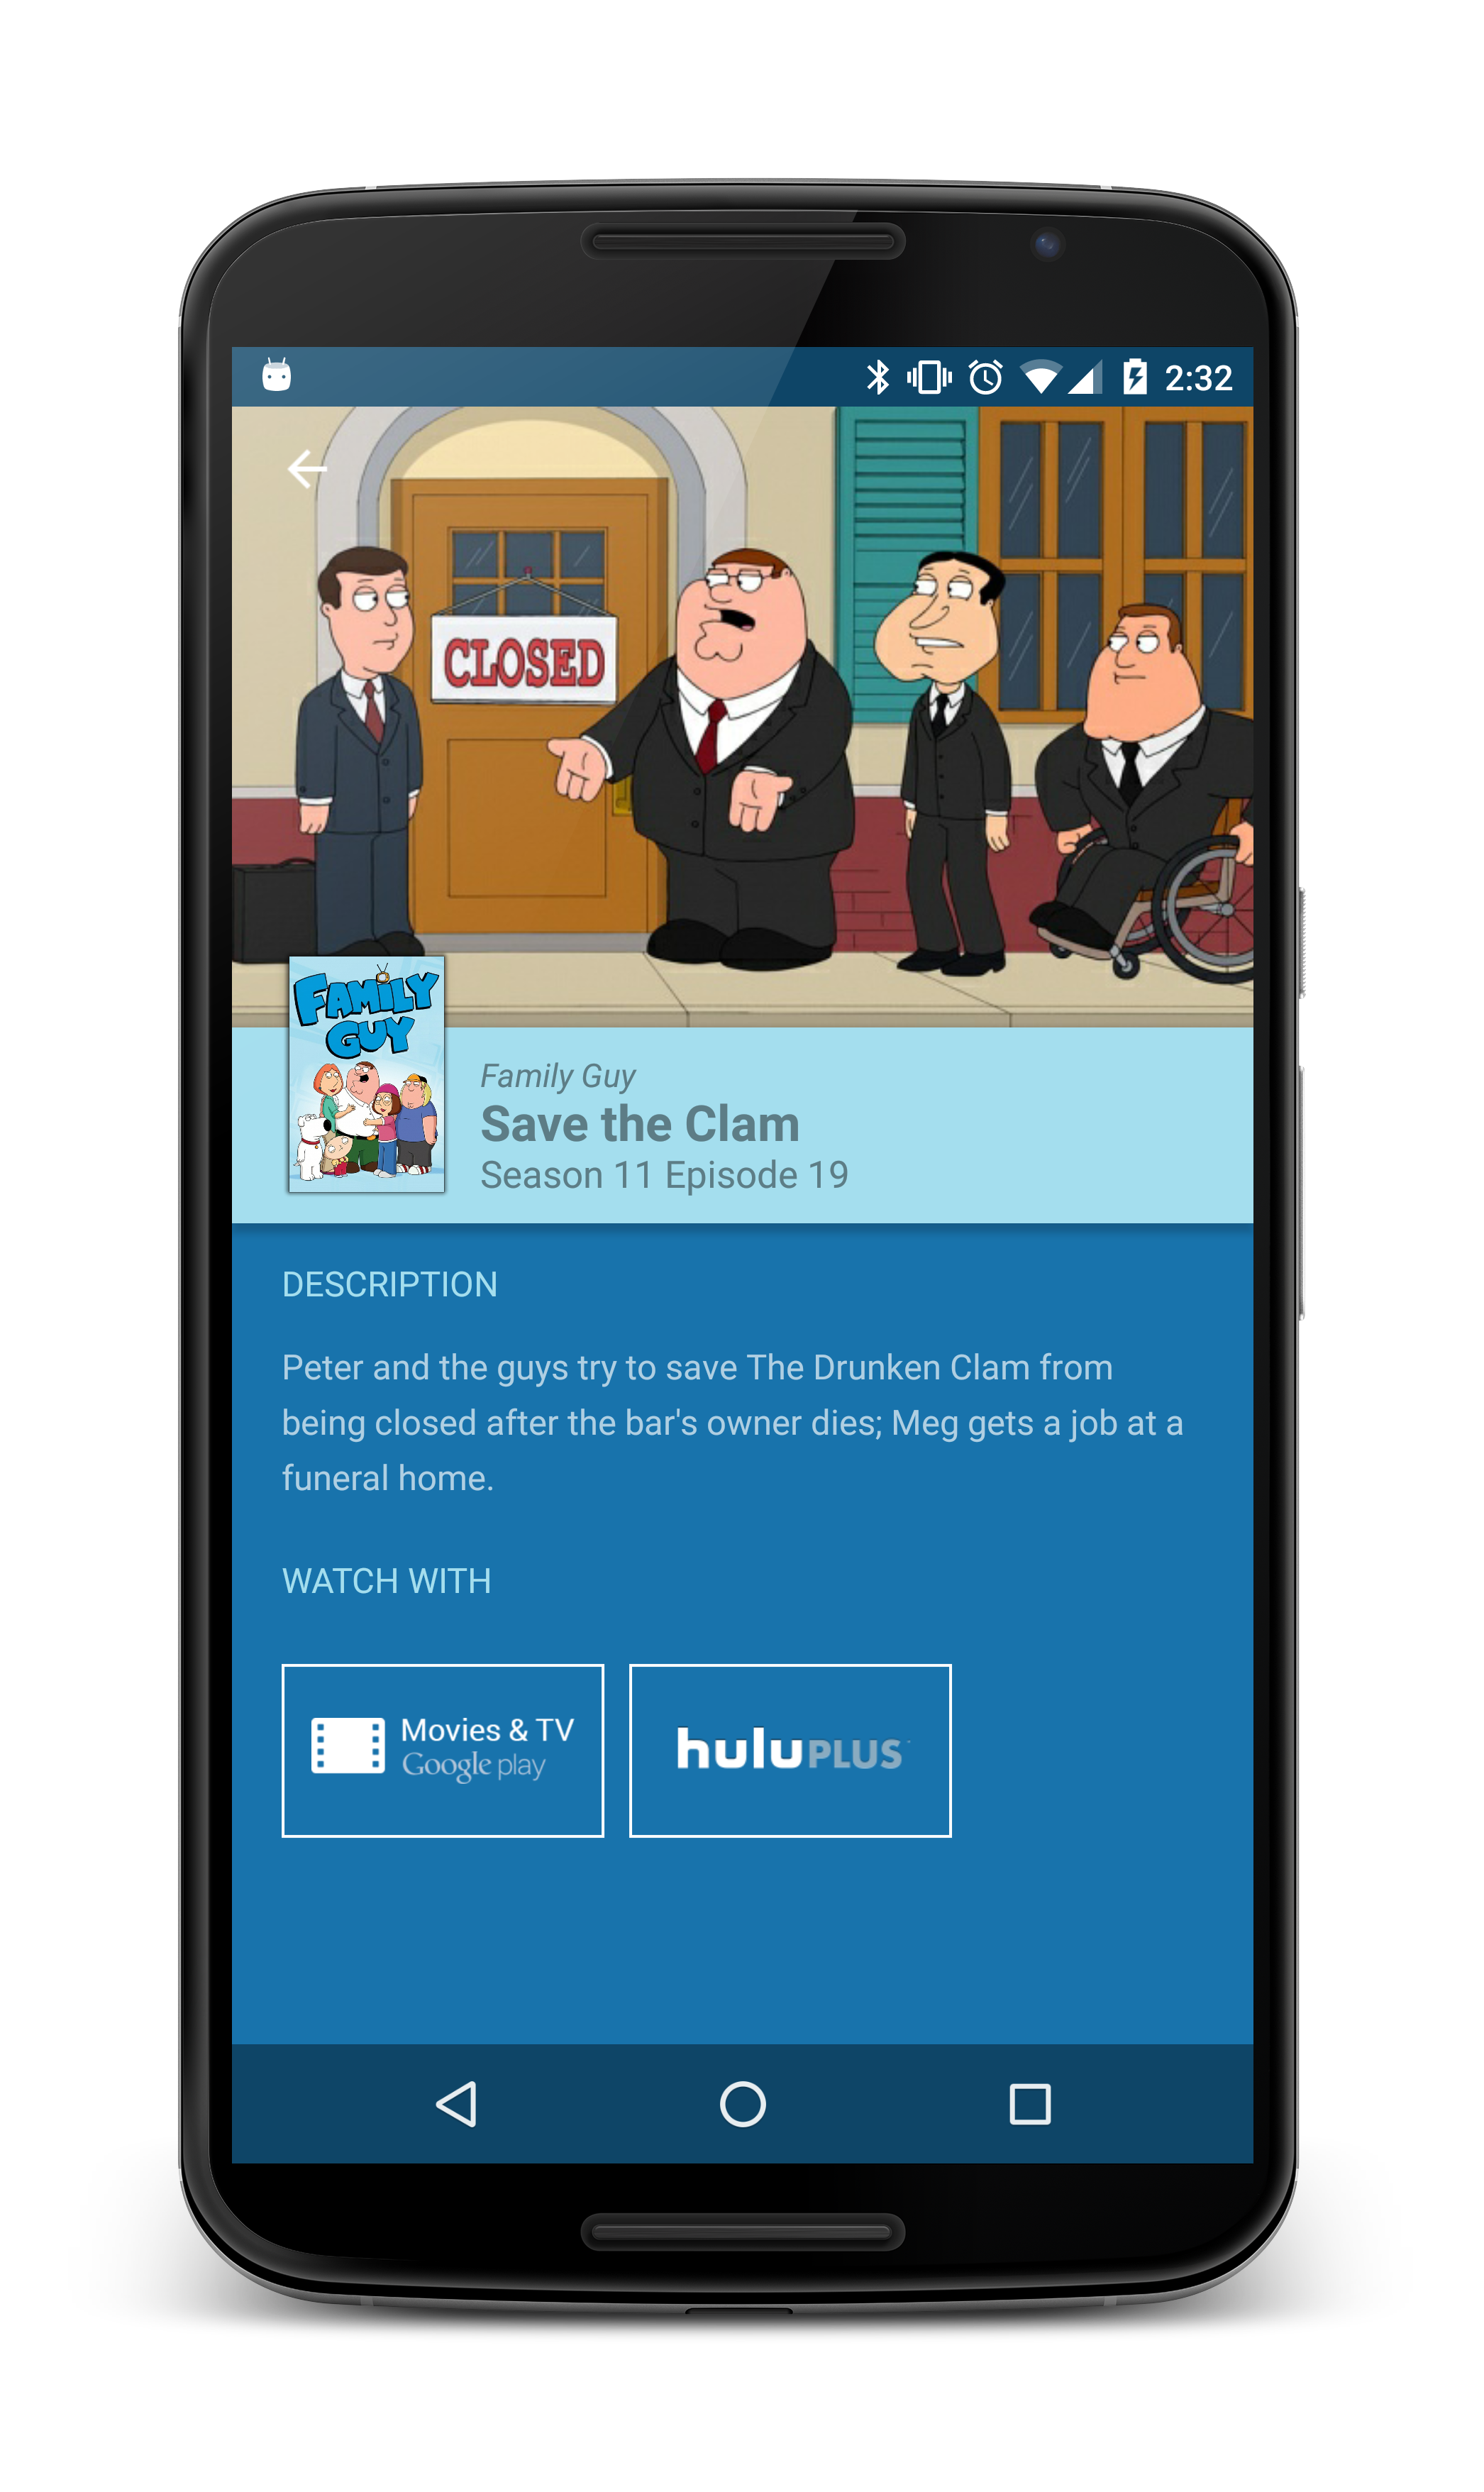 2:32
CLOSED
FAMILY
GUY
Family Guy
Save the Clam
Season 11 Episode 19
DESCRIPTION
Peter and the guys try to save The Drunken Clam from
being closed after the bar's owner dies; Meg gets a job at a
funeral home.
WATCH WITH
Movies & TV
Google play
huluPLUS